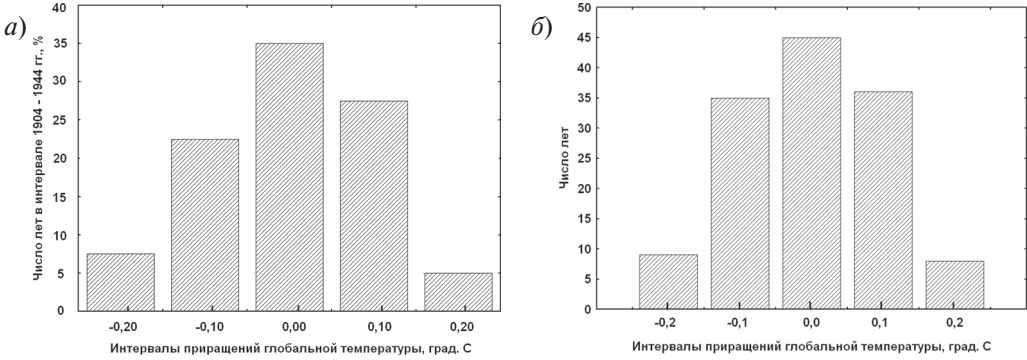 а)
Число лет в интервале 1904 - 1944 гг., %
40
35
30
25
20
15
10
5
0
-0,20 -0,10 0,00 0,10 0,20
Интервалы приращений глобальной температуры, град. С
б)
Число лет
50
45
40
35
30
25
20
15
10
5
0
-0,2 -0,1 0,0 0,1 0,2
Интервалы приращений глобальной температуры, град. С